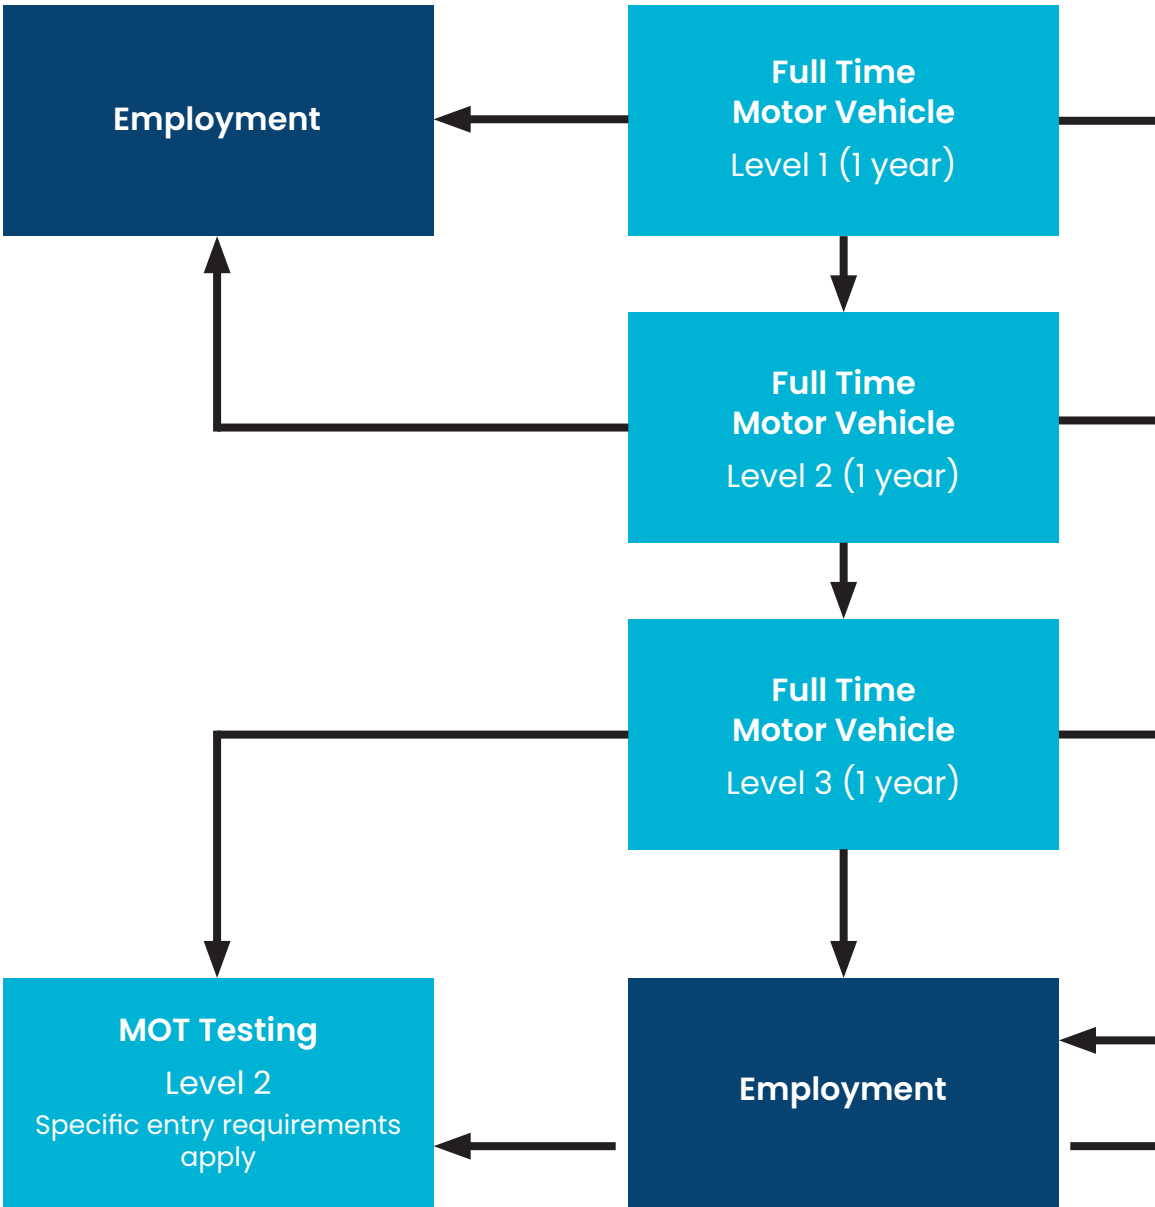 Employment
Full Time
Motor Vehicle
Level 1 (1 year)
Full Time
Motor Vehicle
Level 2 (1 year)
Full Time
Motor Vehicle
Level 3 (1 year)
MOT Testing
Level 2
Specific entry requirements
apply
Employment